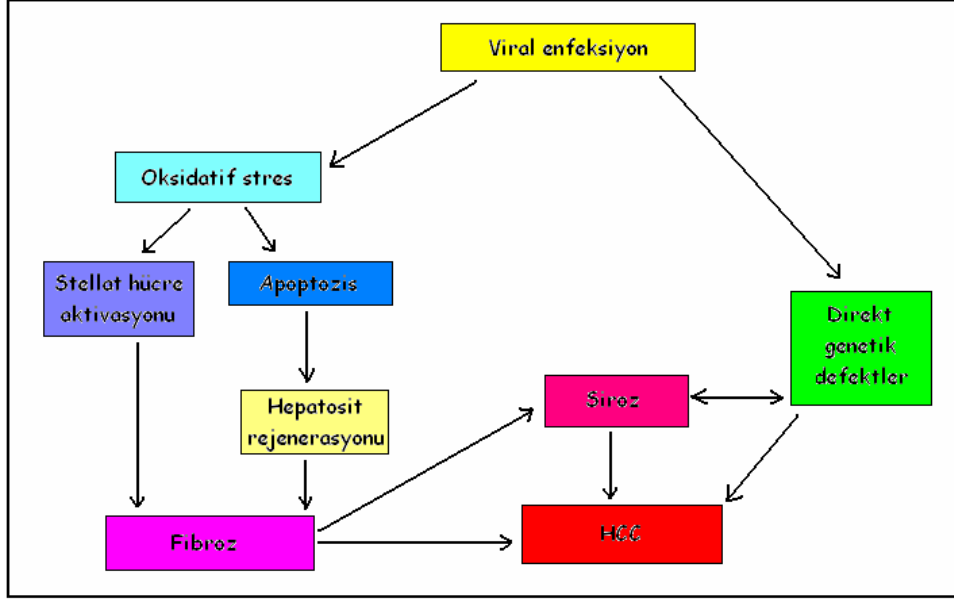 Viral enfeksiyon
Oksidatif stres
Stellat hücre
aktivasyonu
Apoptozis
Direkt
genetik
defektler
Hepatosit
rejenerasyonu
Siroz
Fibroz
HCC